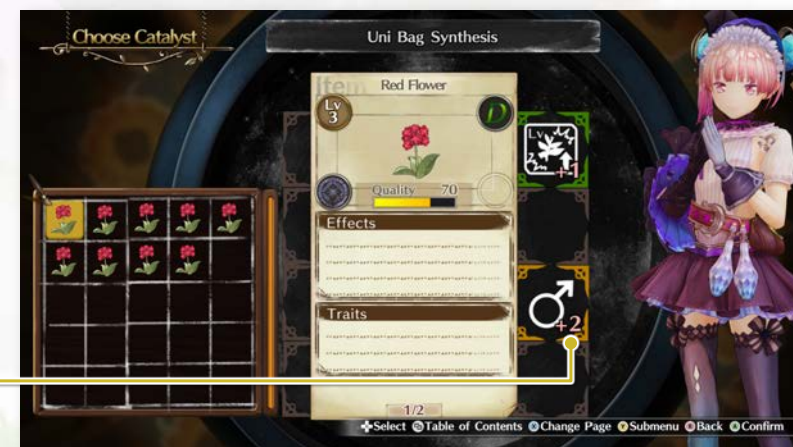 Choose Catalyst
Uni Bag Synthesis
Item
Red Flower
Lv
3
D
Quality 70
Effects
Traits
1/2
Lv
+1
+2
Select Table of Contents Change Page Submenu Back Confirm